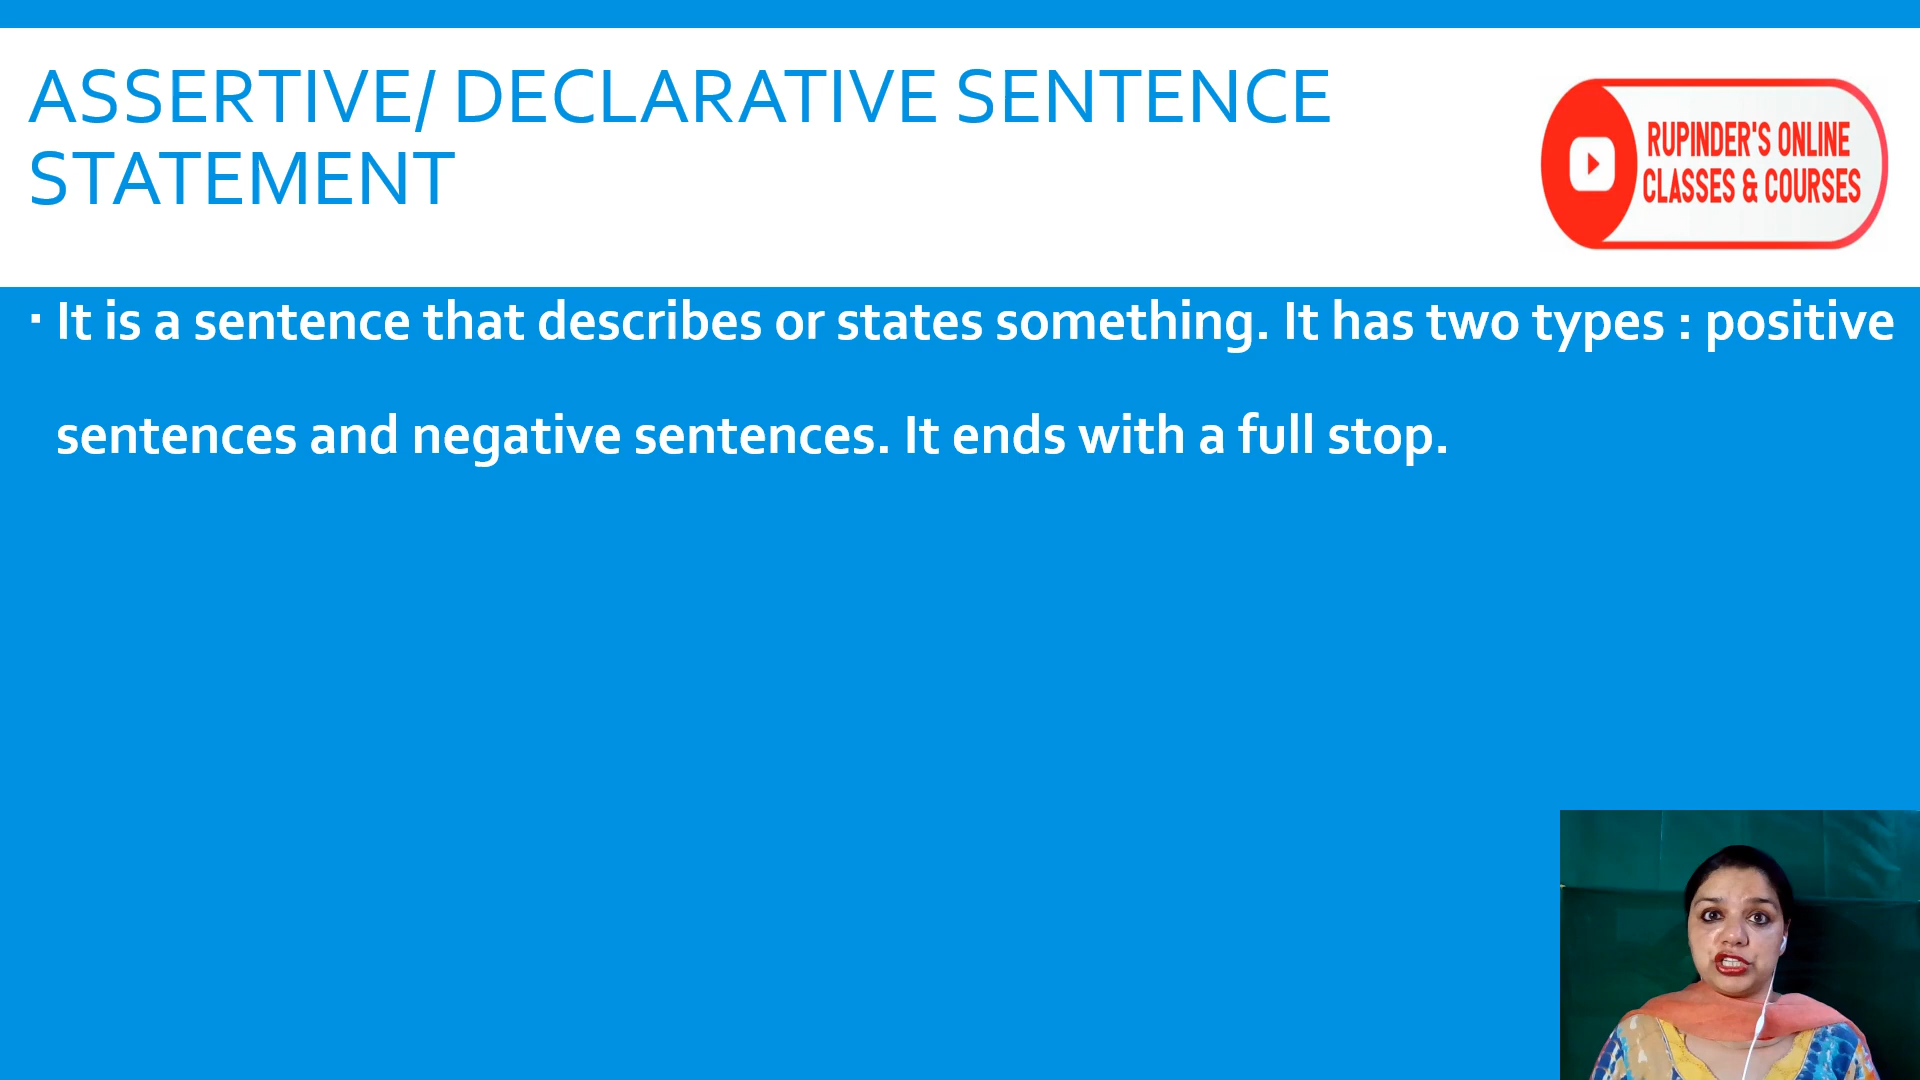 ASSERTIVE/ DECLARATIVE SENTENCE
STATEMENT
RUPINDER'S ONLINE
CLASSES & COURSES
▪ It is a sentence that describes or states something. It has two types : positive
sentences and negative sentences. It ends with a full stop.